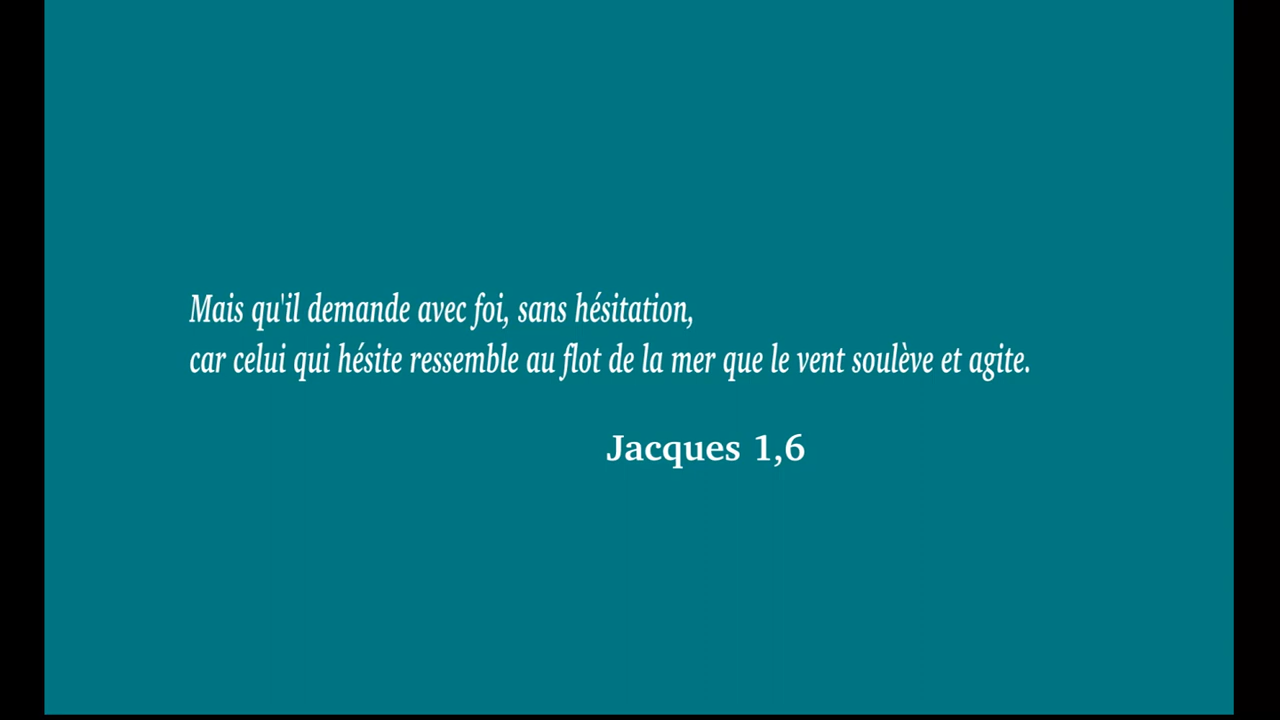 Mais qu'il demande avec foi, sans hésitation,
car celui qui hésite ressemble au flot de la mer que le vent soulève et agite.
Jacques 1,6